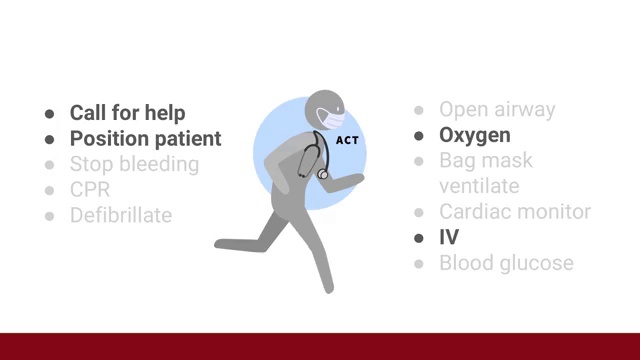 Call for help
Position patient
Stop bleeding
CPR
Defibrillate
ACT
Open airway
Oxygen
Bag mask
ventilate
Cardiac monitor
IV
Blood glucose